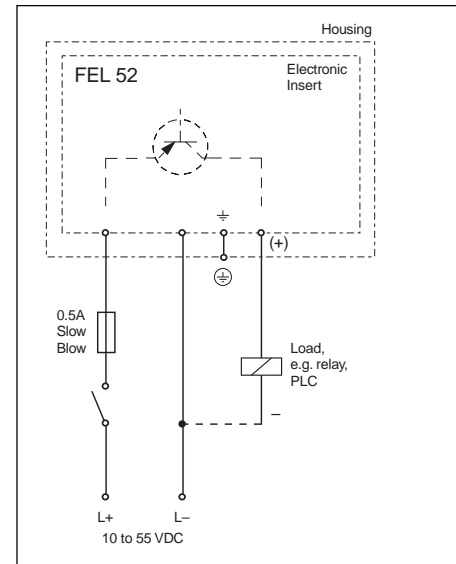 Housing
FEL 52
Electronic
Insert
(+)
0.5A
Slow
Blow
Load,
e.g. relay,
PLC
–
L+
L–
10 to 55 VDC